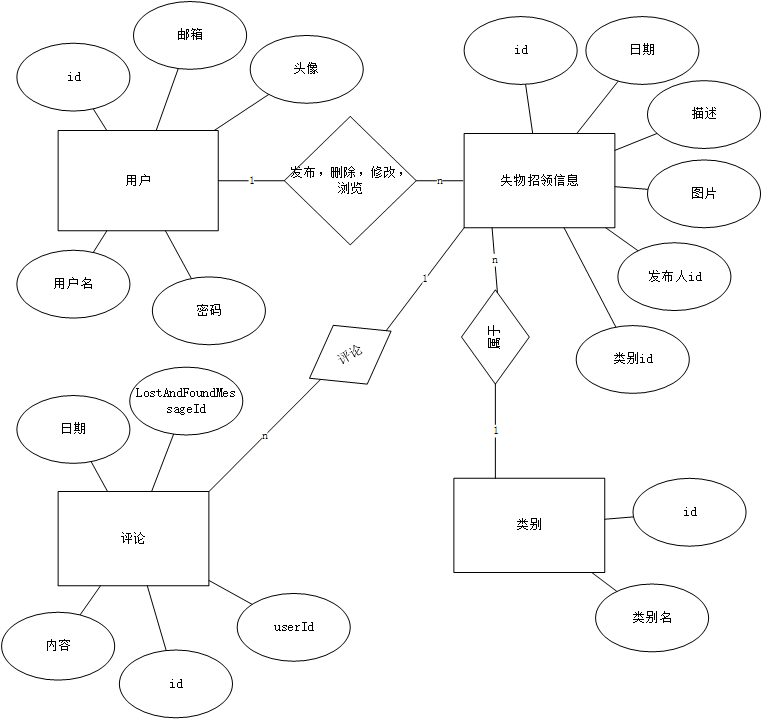 邮箱
id
日期
头像
id
描述
用户
1
发布，删除，修改，
浏览
n
失物招领信息
图片
用户名
密码
n
发布人id
1
评论
属于
类别id
LostAndFoundMes
sageId
日期
n
1
评论
类别
id
内容
id
userId
类别名